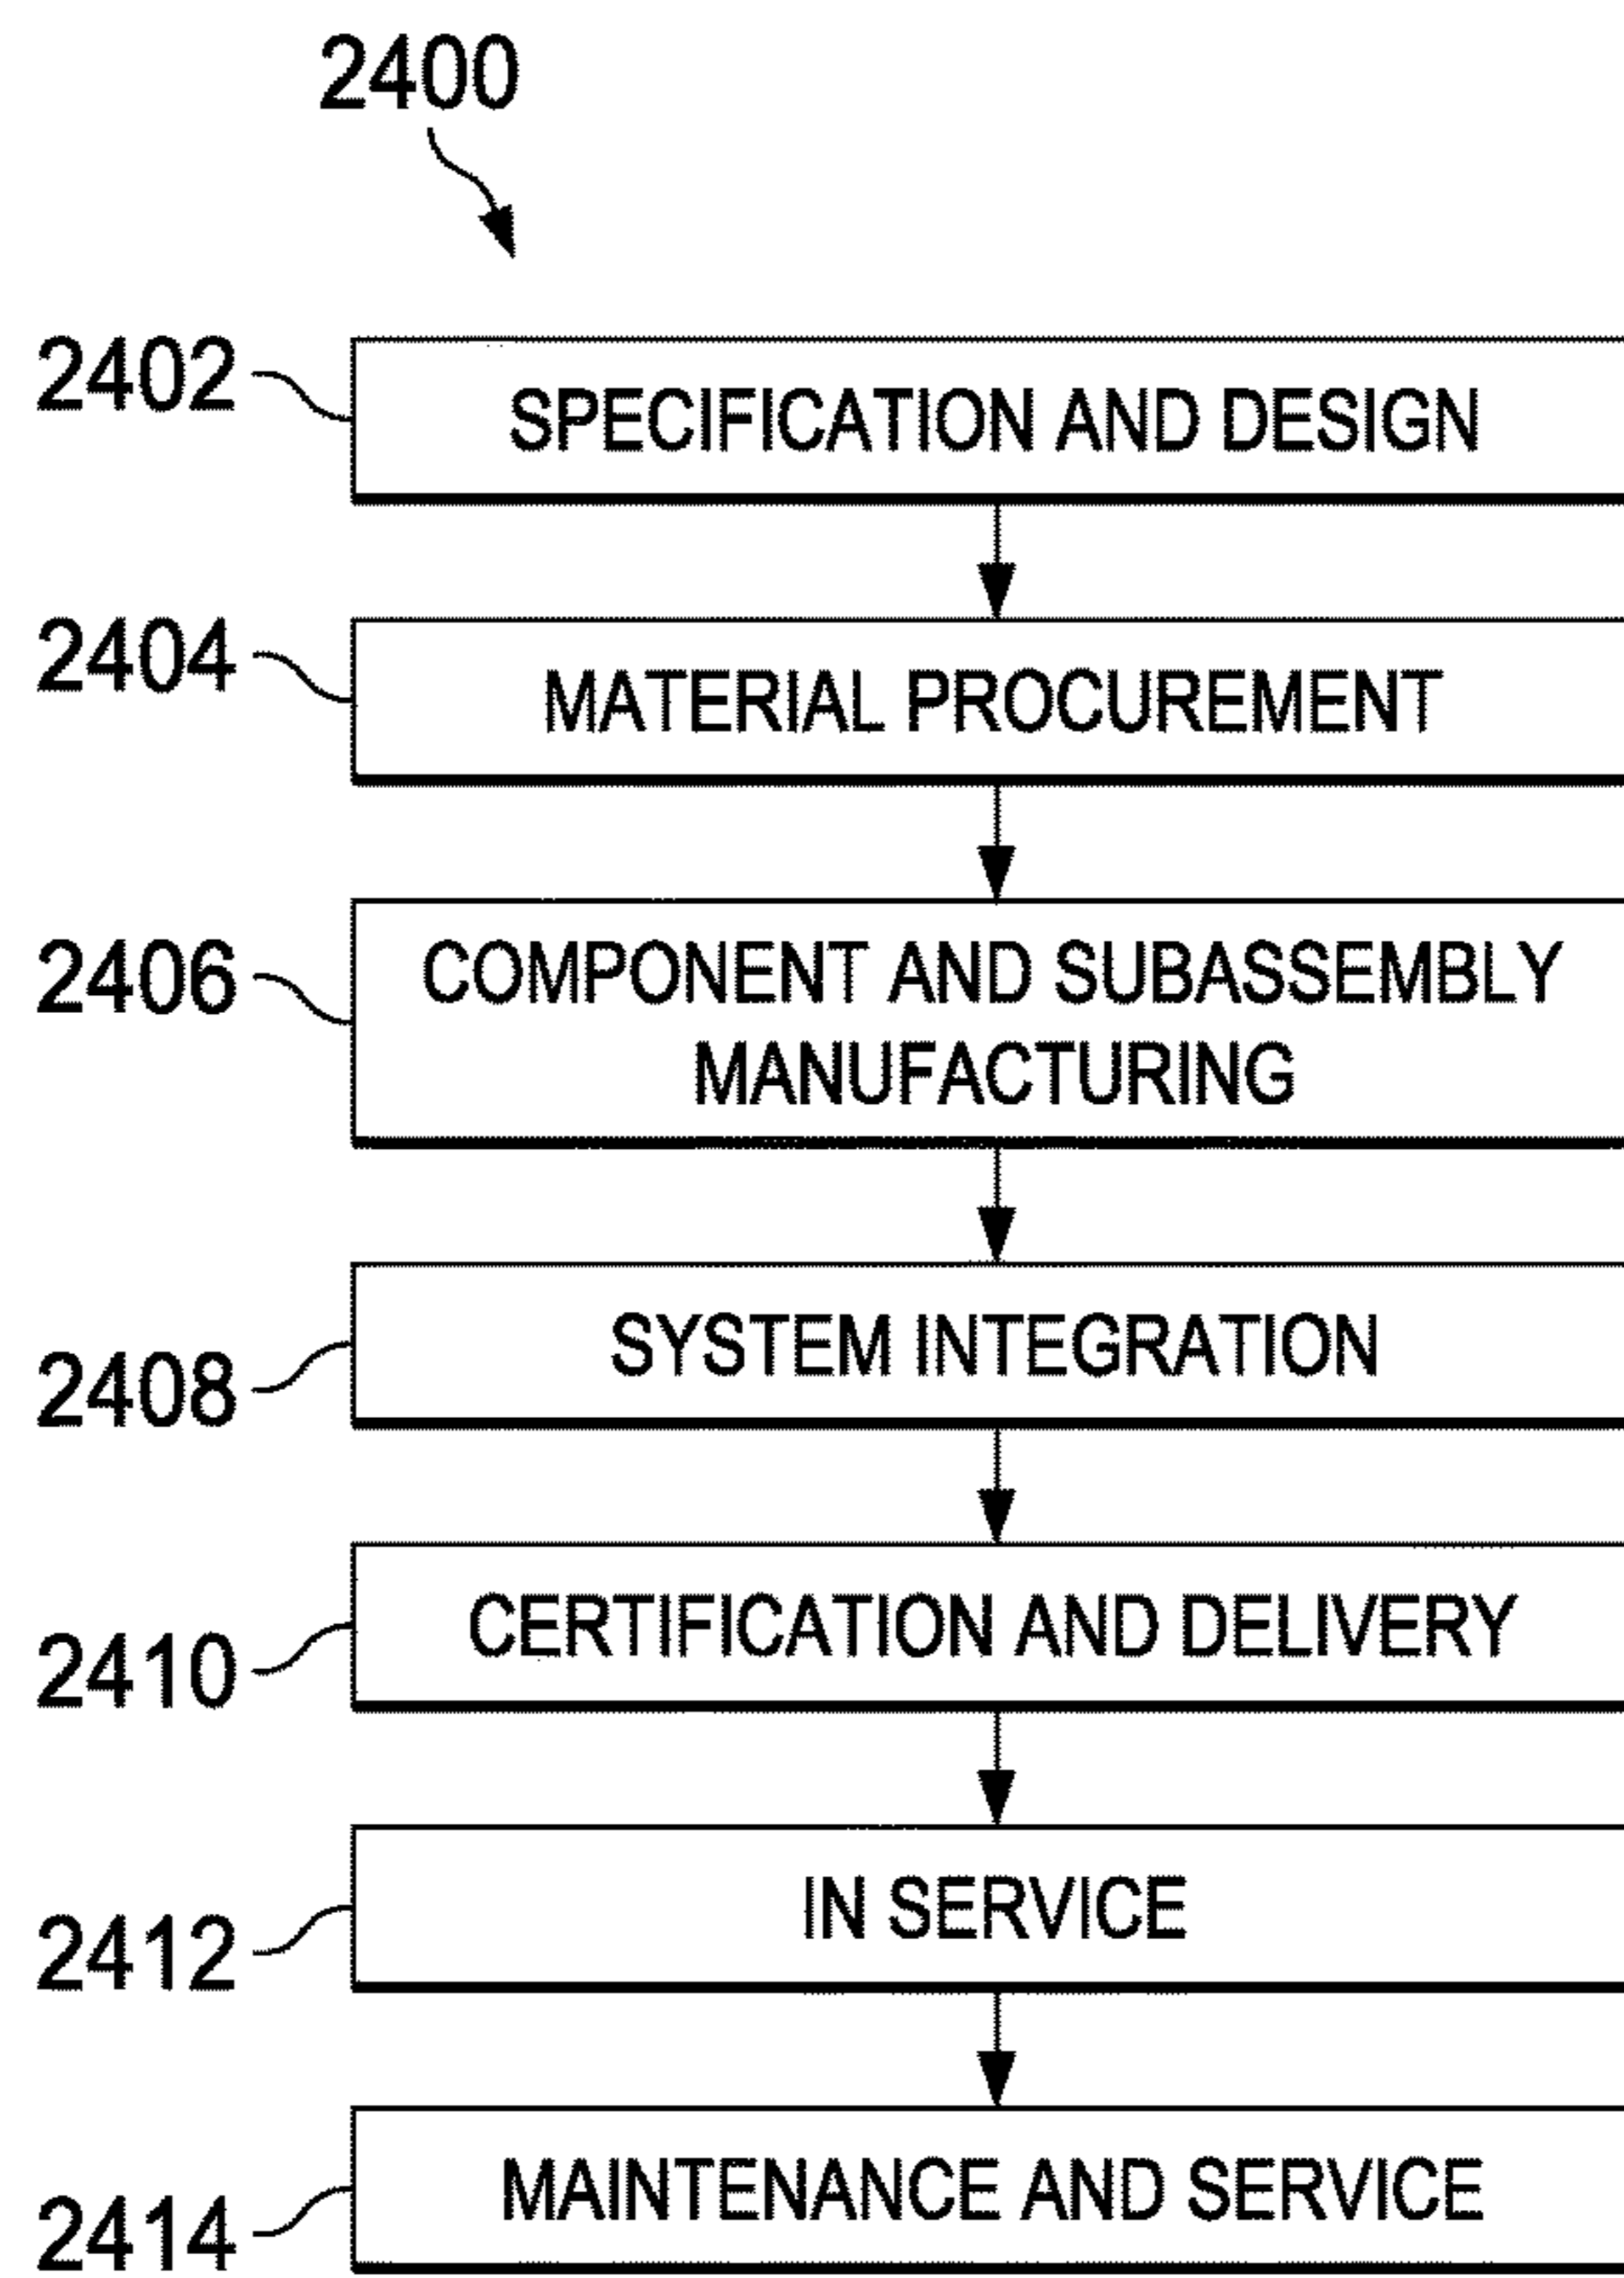 2400
2402
SPECIFICATION AND DESIGN
2404
MATERIAL PROCUREMENT
2406
COMPONENT AND SUBASSEMBLY
MANUFACTURING
2408
SYSTEM INTEGRATION
2410
CERTIFICATION AND DELIVERY
2412
IN SERVICE
2414
MAINTENANCE AND SERVICE